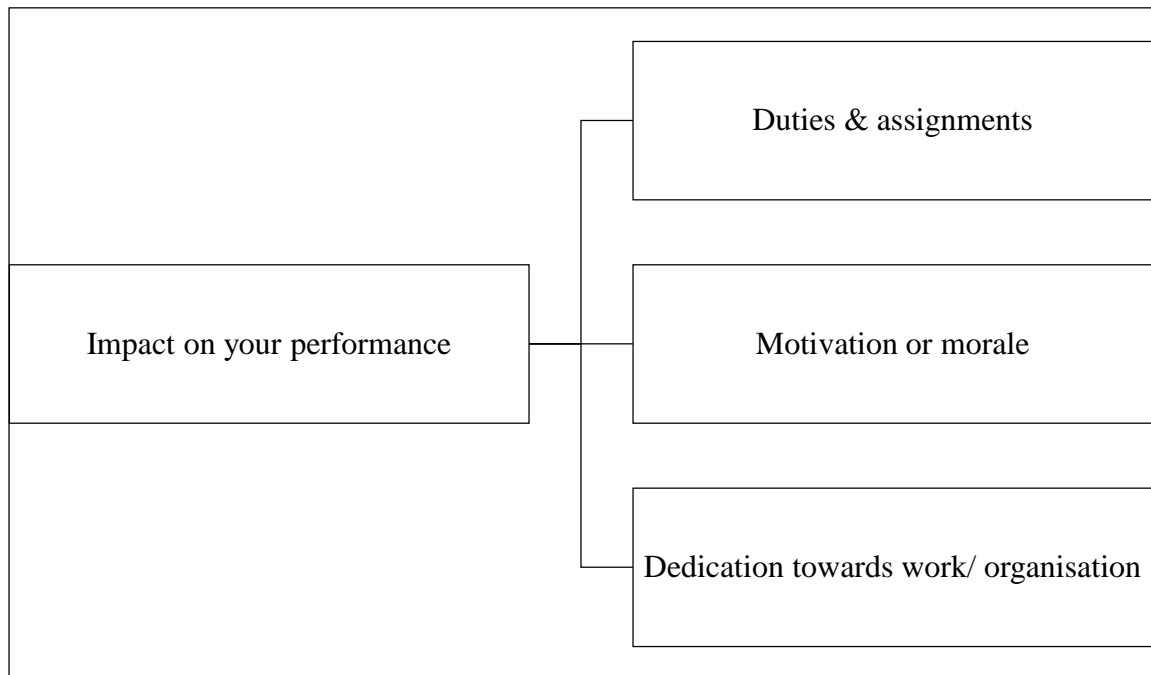 Duties & assignments
Impact on your performance
Motivation or morale
Dedication towards work/ organisation